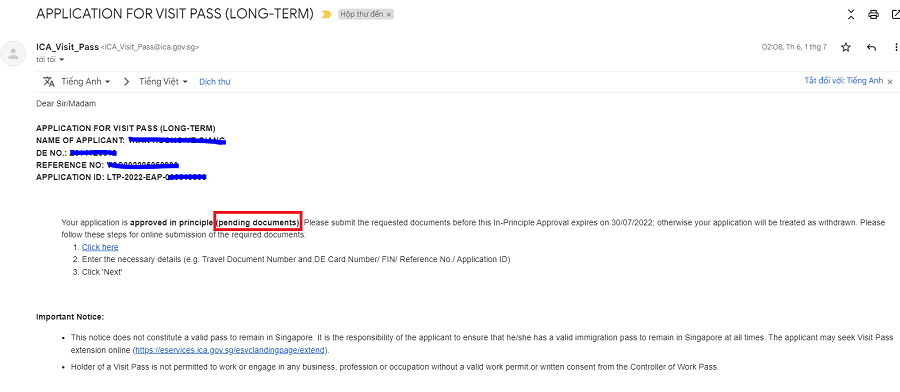 APPLICATION FOR VISIT PASS (LONG-TERM) Hộp thư đến ×
ICA_Visit_Pass <ICA_Visit_Pass@ica.gov.sg> 02:08, Th 6, 1 thg 7
tới tôi
Tiếng Anh > Tiếng Việt Dịch thư Tắt đối với: Tiếng Anh ×
Dear Sir/Madam
APPLICATION FOR VISIT PASS (LONG-TERM)
NAME OF APPLICANT:
DE NO.:
REFERENCE NO:
APPLICATION ID: LTP-2022-EAP-
Your application is approved in principle (pending documents). Please submit the requested documents before this In-Principle Approval expires on 30/07/2022; otherwise your application will be treated as withdrawn. Please
follow these steps for online submission of the required documents:
1. Click here
2. Enter the necessary details (e.g. Travel Document Number and DE Card Number/ FIN/ Reference No./ Application ID)
3. Click 'Next'
Important Notice:
• This notice does not constitute a valid pass to remain in Singapore. It is the responsibility of the applicant to ensure that he/she has a valid immigration pass to remain in Singapore at all times. The applicant may seek Visit Pass
extension online (https://eservices.ica.gov.sg/esvclandingpage/extend).
• Holder of a Visit Pass is not permitted to work or engage in any business, profession or occupation without a valid work permit or written consent from the Controller of Work Pass.